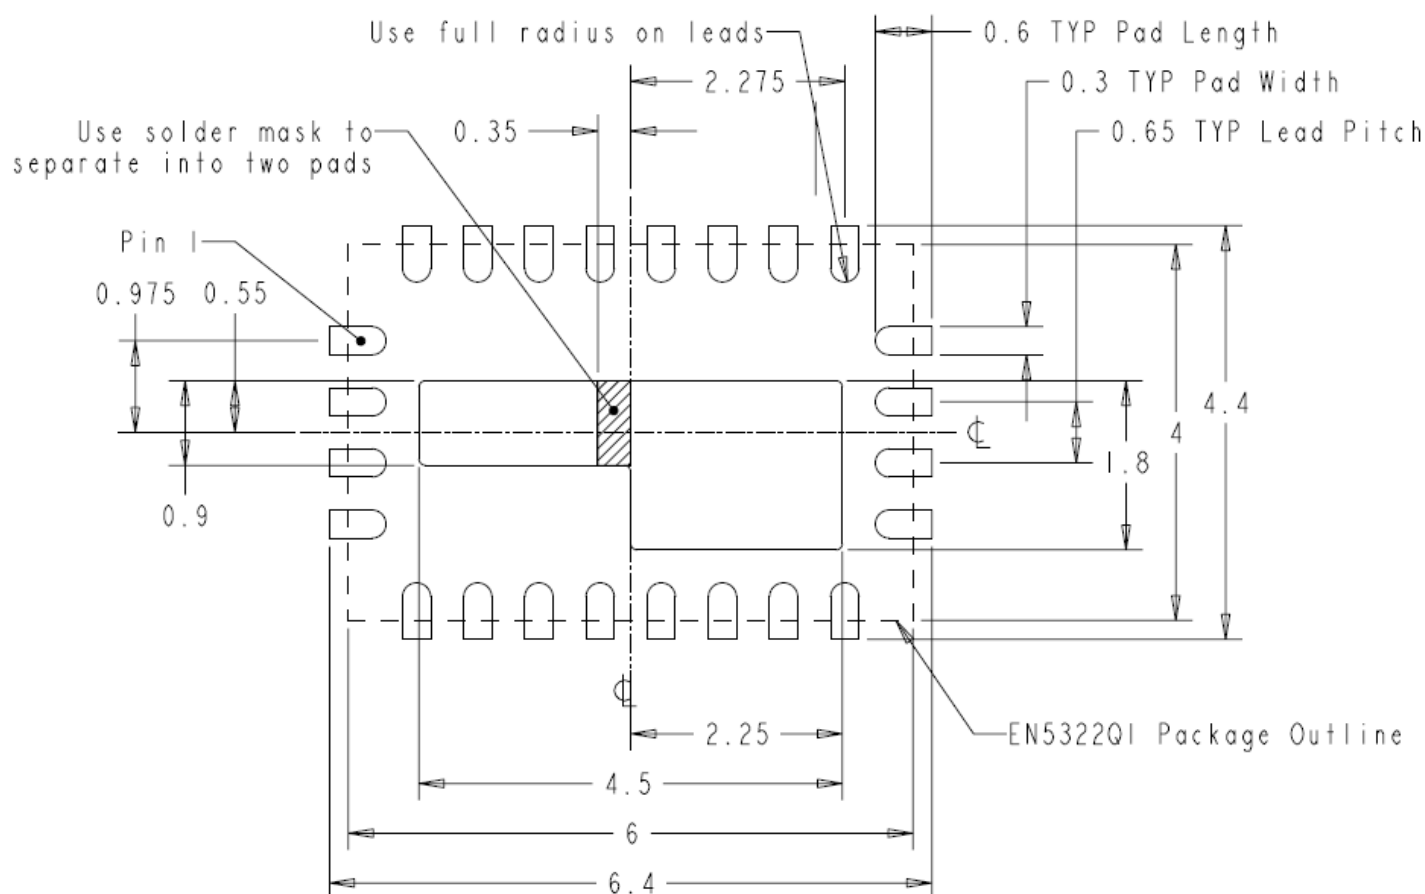 Use full radius on leads
0.6 TYP Pad Length
2.275
0.3 TYP Pad Width
Use solder mask to
separate into two pads
0.35
0.65 TYP Lead Pitch
Pin 1
0.975
0.55
4.4
4
1.8
0.9
2.25
EN5322QI Package Outline
4.5
6
6.4